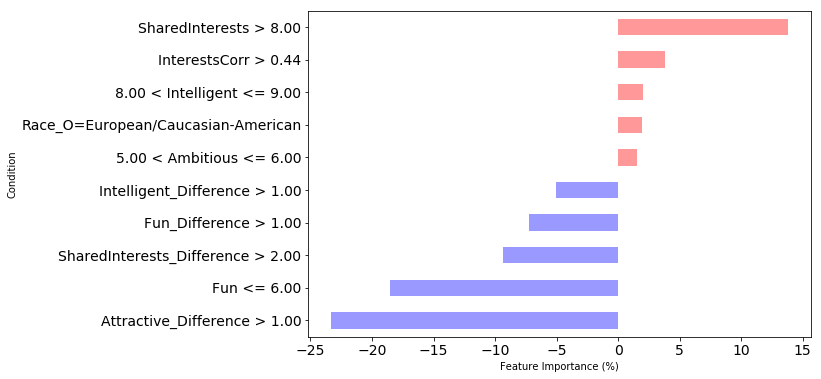 SharedInterests > 8.00
InterestsCorr > 0.44
8.00 < Intelligent <= 9.00
Race_O=European/Caucasian-American
5.00 < Ambitious <= 6.00
Intelligent_Difference > 1.00
Fun_Difference > 1.00
SharedInterests_Difference > 2.00
Fun <= 6.00
Attractive_Difference > 1.00
Condition
−25 −20 −15 −10 −5 0 5 10 15
Feature Importance (%)